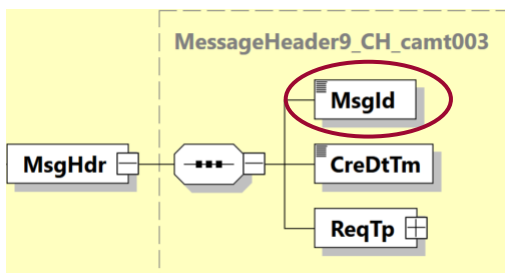 MessageHeader9_CH_camt003
MsgId
MsgHdr
CreDtTm
ReqTp